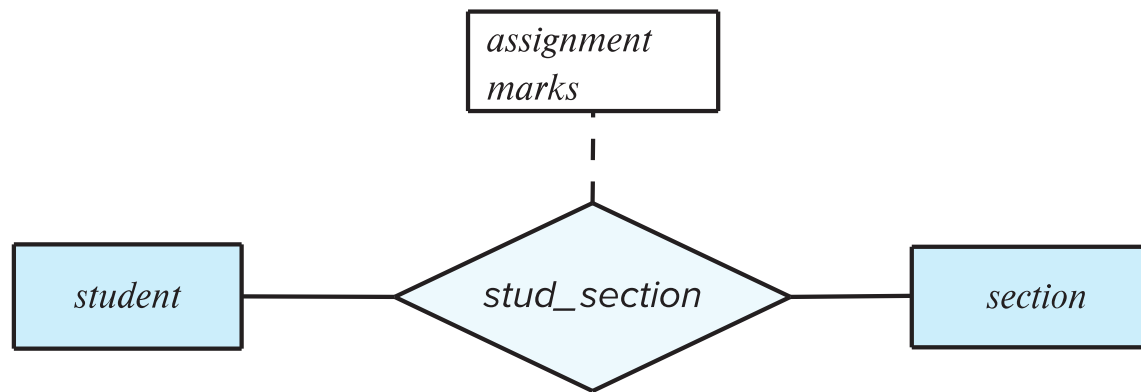 assignment
marks
student
stud_section
section